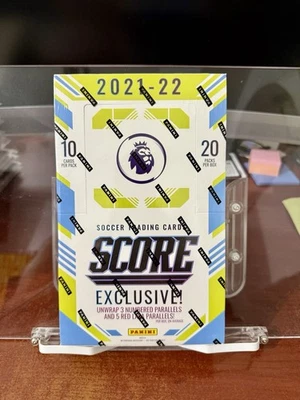 2021-22
10
CARDS
PER PACK
20
PACKS
PER BOX
SOCCER TRADING CARDS
SCORE
EXCLUSIVE!
UNWRAP 3 NUMBERED PARALLELS
AND 5 RED LAVA PARALLELS!
PANINI